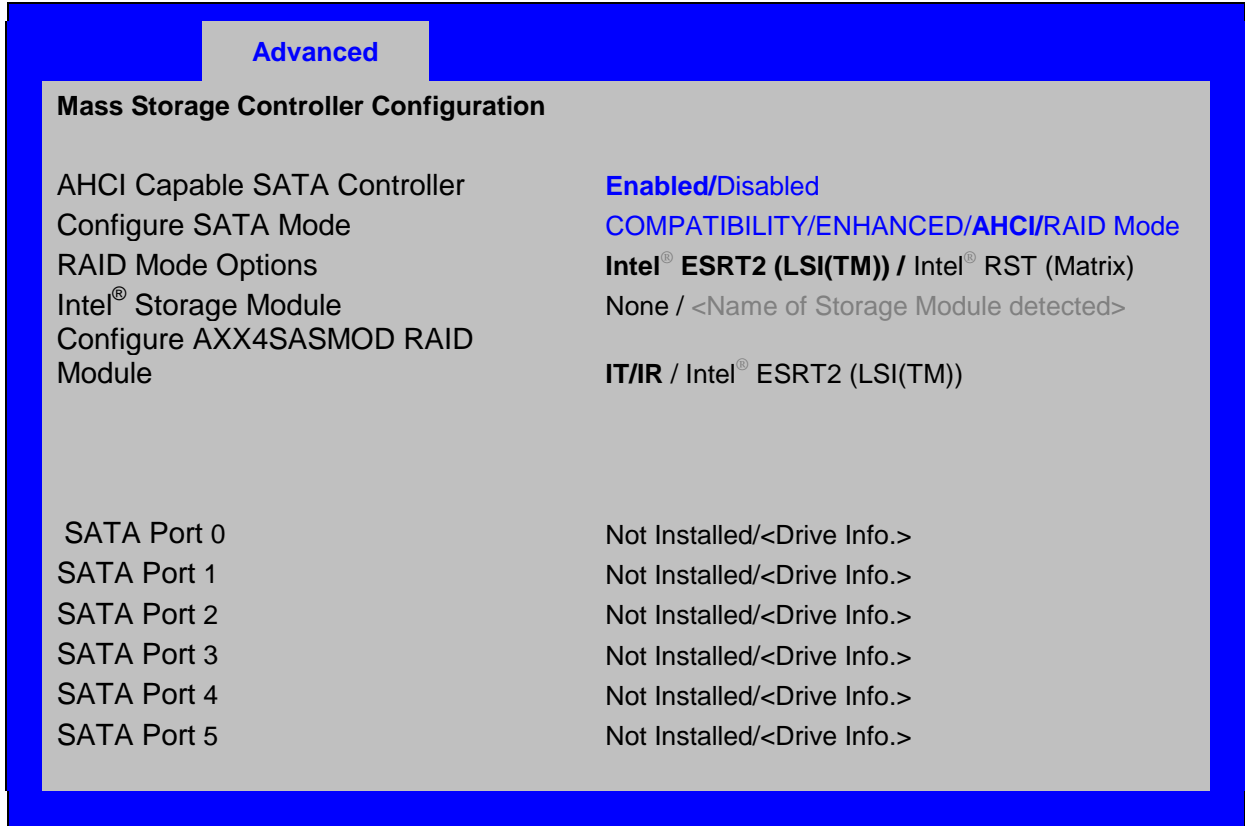 Advanced
Mass Storage Controller Configuration
AHCI Capable SATA Controller Enabled/Disabled
Configure SATA Mode COMPATIBILITY/ENHANCED/AHCI/RAID Mode
RAID Mode Options Intel® ESRT2 (LSI(TM)) / Intel® RST (Matrix)
Intel® Storage Module None / <Name of Storage Module detected>
Configure AXX4SASMOD RAID
Module IT/IR / Intel® ESRT2 (LSI(TM))
SATA Port 0 Not Installed/<Drive Info.>
SATA Port 1 Not Installed/<Drive Info.>
SATA Port 2 Not Installed/<Drive Info.>
SATA Port 3 Not Installed/<Drive Info.>
SATA Port 4 Not Installed/<Drive Info.>
SATA Port 5 Not Installed/<Drive Info.>